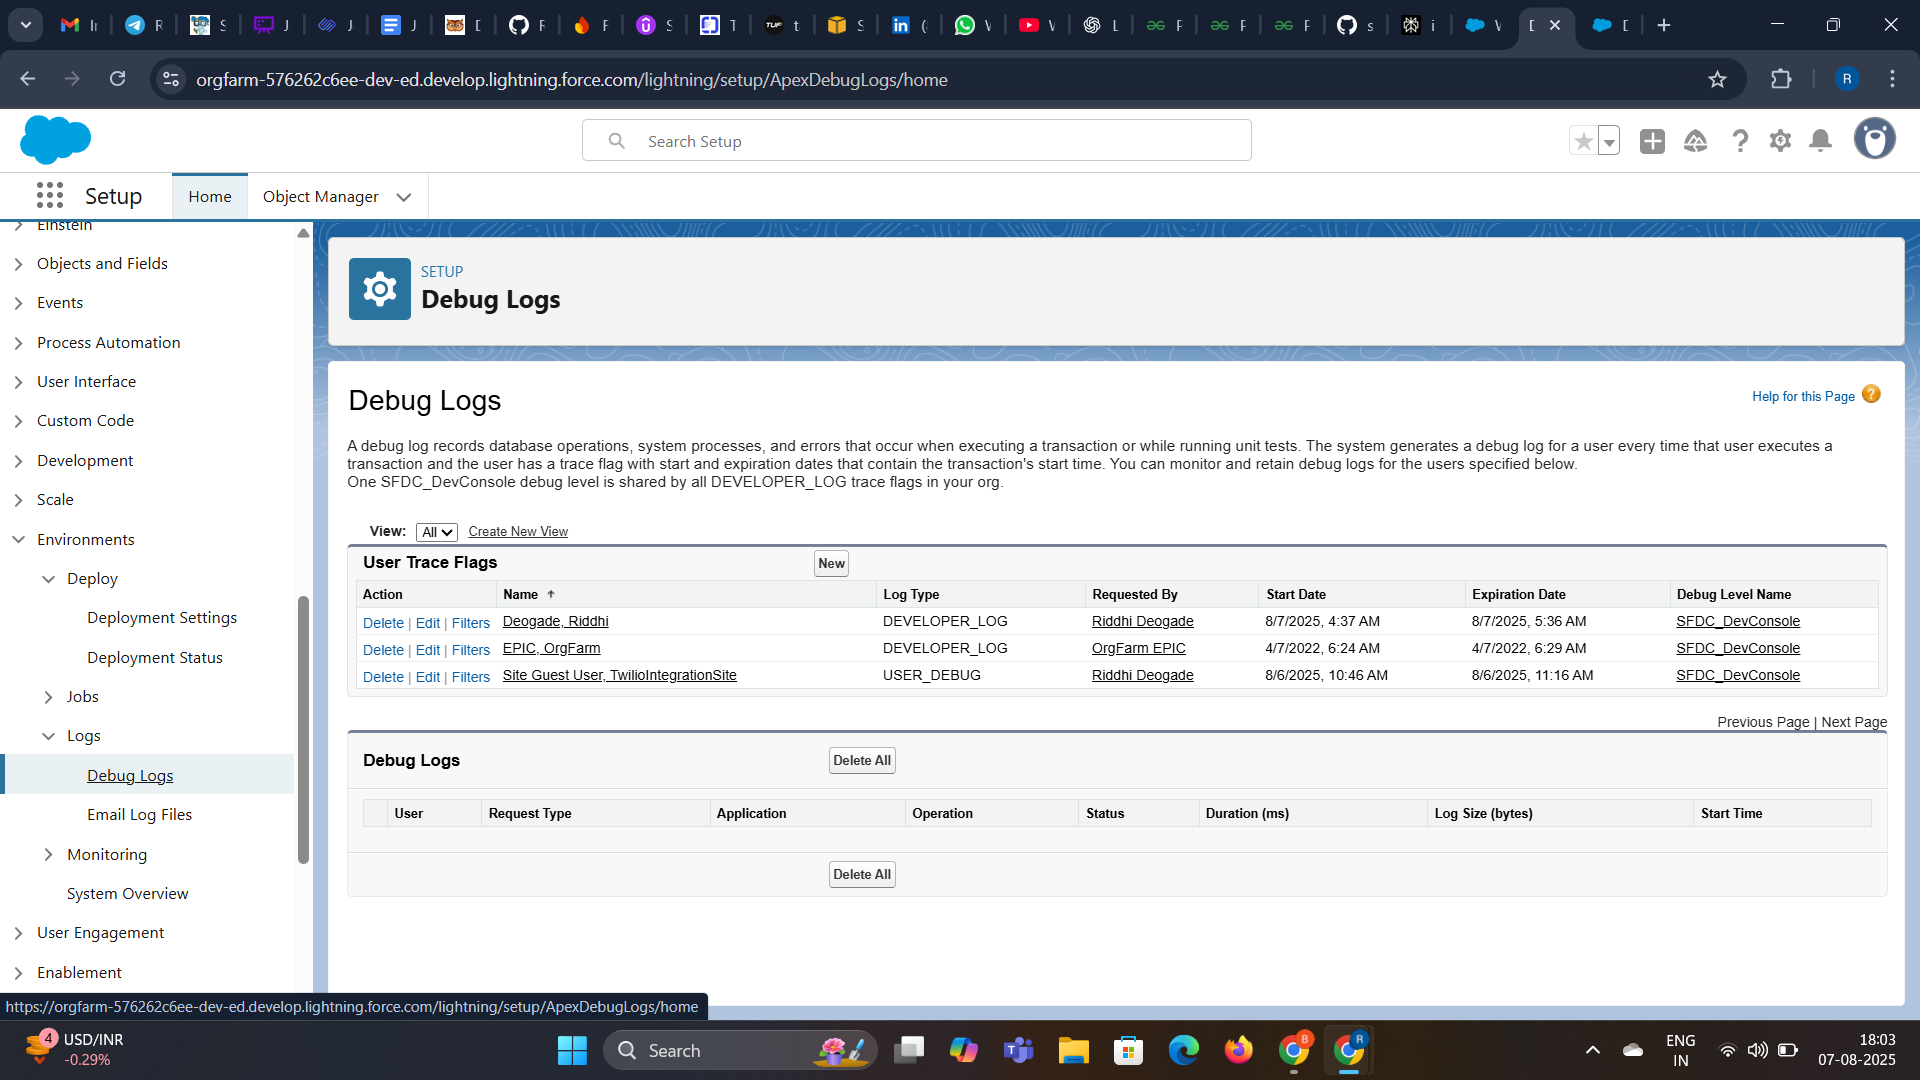 orgfarm-576262c6ee-dev-ed.develop.lightning.force.com/lightning/setup/ApexDebugLogs/home
R
Search Setup
Setup
Home
Object Manager
Einstein
Objects and Fields
Events
Process Automation
User Interface
Custom Code
Development
Scale
Environments
Deploy
Deployment Settings
Deployment Status
Jobs
Logs
Debug Logs
Email Log Files
Monitoring
System Overview
User Engagement
Enablement
SETUP
Debug Logs
Debug Logs
Help for this Page ?
A debug log records database operations, system processes, and errors that occur when executing a transaction or while running unit tests. The system generates a debug log for a user every time that user executes a
transaction and the user has a trace flag with start and expiration dates that contain the transaction's start time. You can monitor and retain debug logs for the users specified below.
One SFDC_DevConsole debug level is shared by all DEVELOPER_LOG trace flags in your org.
View: All Create New View
User Trace Flags New
Action Name Log Type Requested By Start Date Expiration Date Debug Level Name
Delete | Edit | Filters Deogade, Riddhi DEVELOPER_LOG Riddhi Deogade 8/7/2025, 4:37 AM 8/7/2025, 5:36 AM SFDC_DevConsole
Delete | Edit | Filters EPIC, OrgFarm DEVELOPER_LOG OrgFarm EPIC 4/7/2022, 6:24 AM 4/7/2022, 6:29 AM SFDC_DevConsole
Delete | Edit | Filters Site Guest User, TwilioIntegrationSite USER_DEBUG Riddhi Deogade 8/6/2025, 10:46 AM 8/6/2025, 11:16 AM SFDC_DevConsole
Previous Page | Next Page
Debug Logs Delete All
User Request Type Application Operation Status Duration (ms) Log Size (bytes) Start Time
Delete All
https://orgfarm-576262c6ee-dev-ed.develop.lightning.force.com/lightning/setup/ApexDebugLogs/home
4 USD/INR
-0.29%
Search
B
R
ENG
IN
18:03
07-08-2025